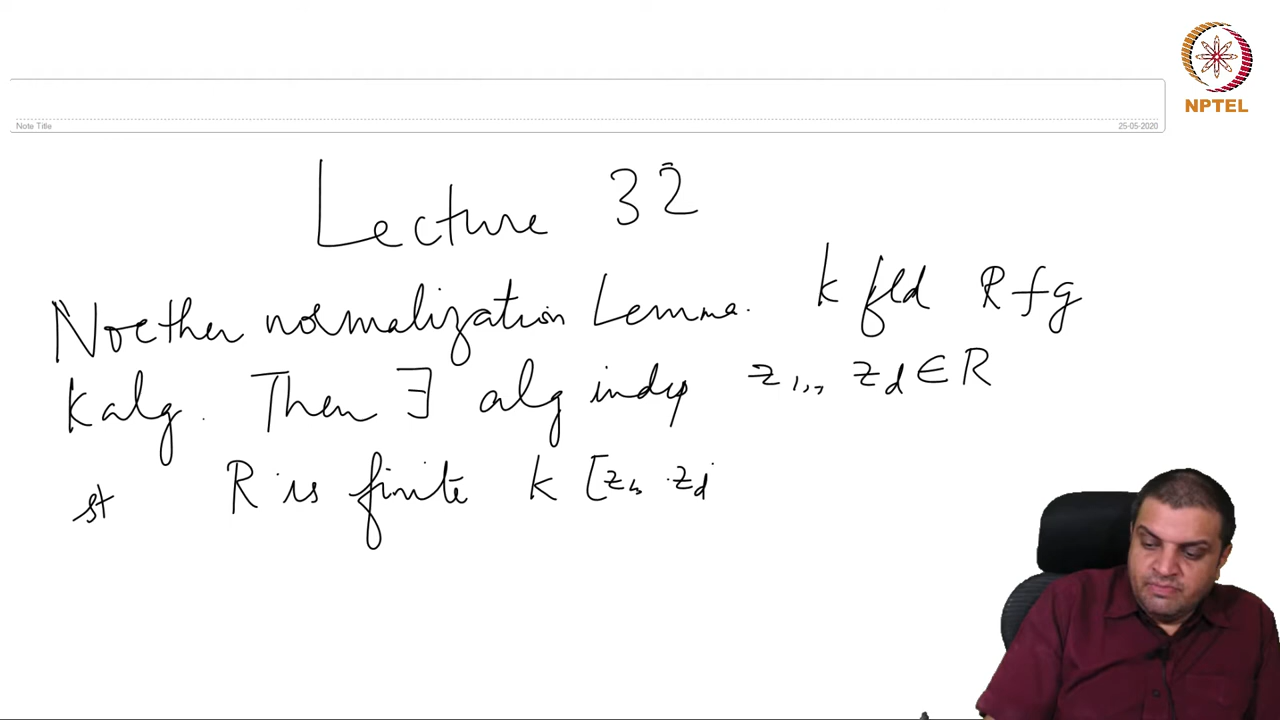 NPTEL
Note Title
25-05-2020
Lecture 32
Noether normalization Lemma. k fld R fg
k alg. Then ∃ alg indep z1,, zd ∈ R
st R is finite k [z1, .zd